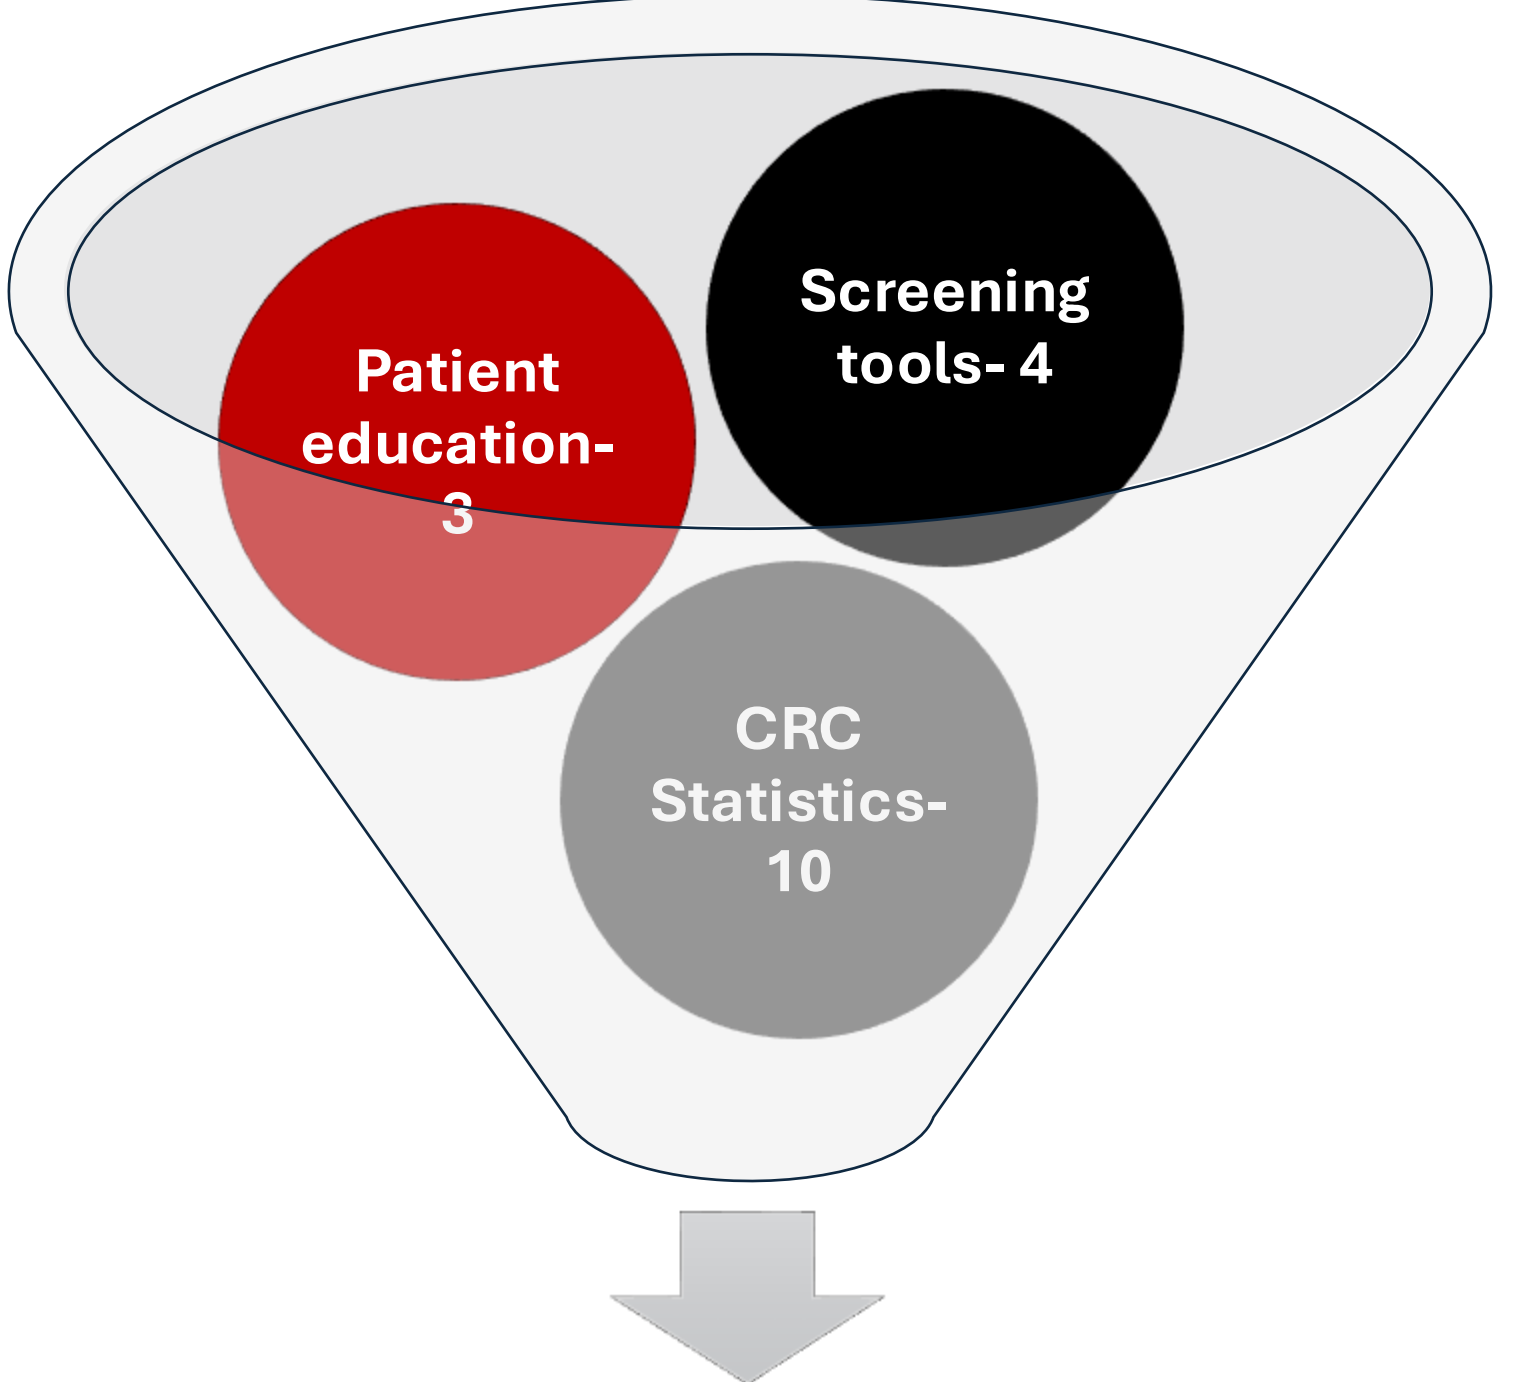 Patient
education-
3
Screening
tools- 4
CRC
Statistics-
10